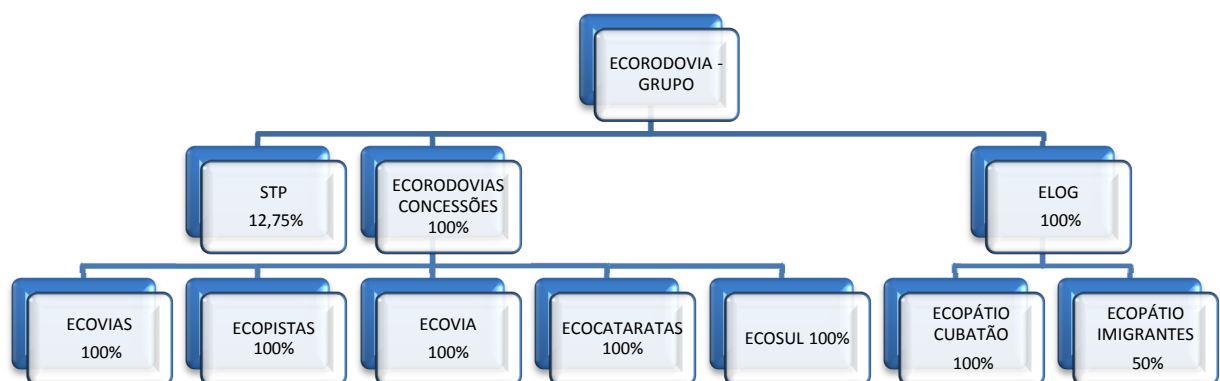 ECORODOVIA -
GRUPO
STP
12,75%
ECORODOVIAS
CONCESSÕES
100%
ELOG
100%
ECOVIAS
100%
ECOPISTAS
100%
ECOVIA
100%
ECOCATARATAS
100%
ECOSUL 100%
ECOPÁTIO
CUBATÃO
100%
ECOPÁTIO
IMIGRANTES
50%